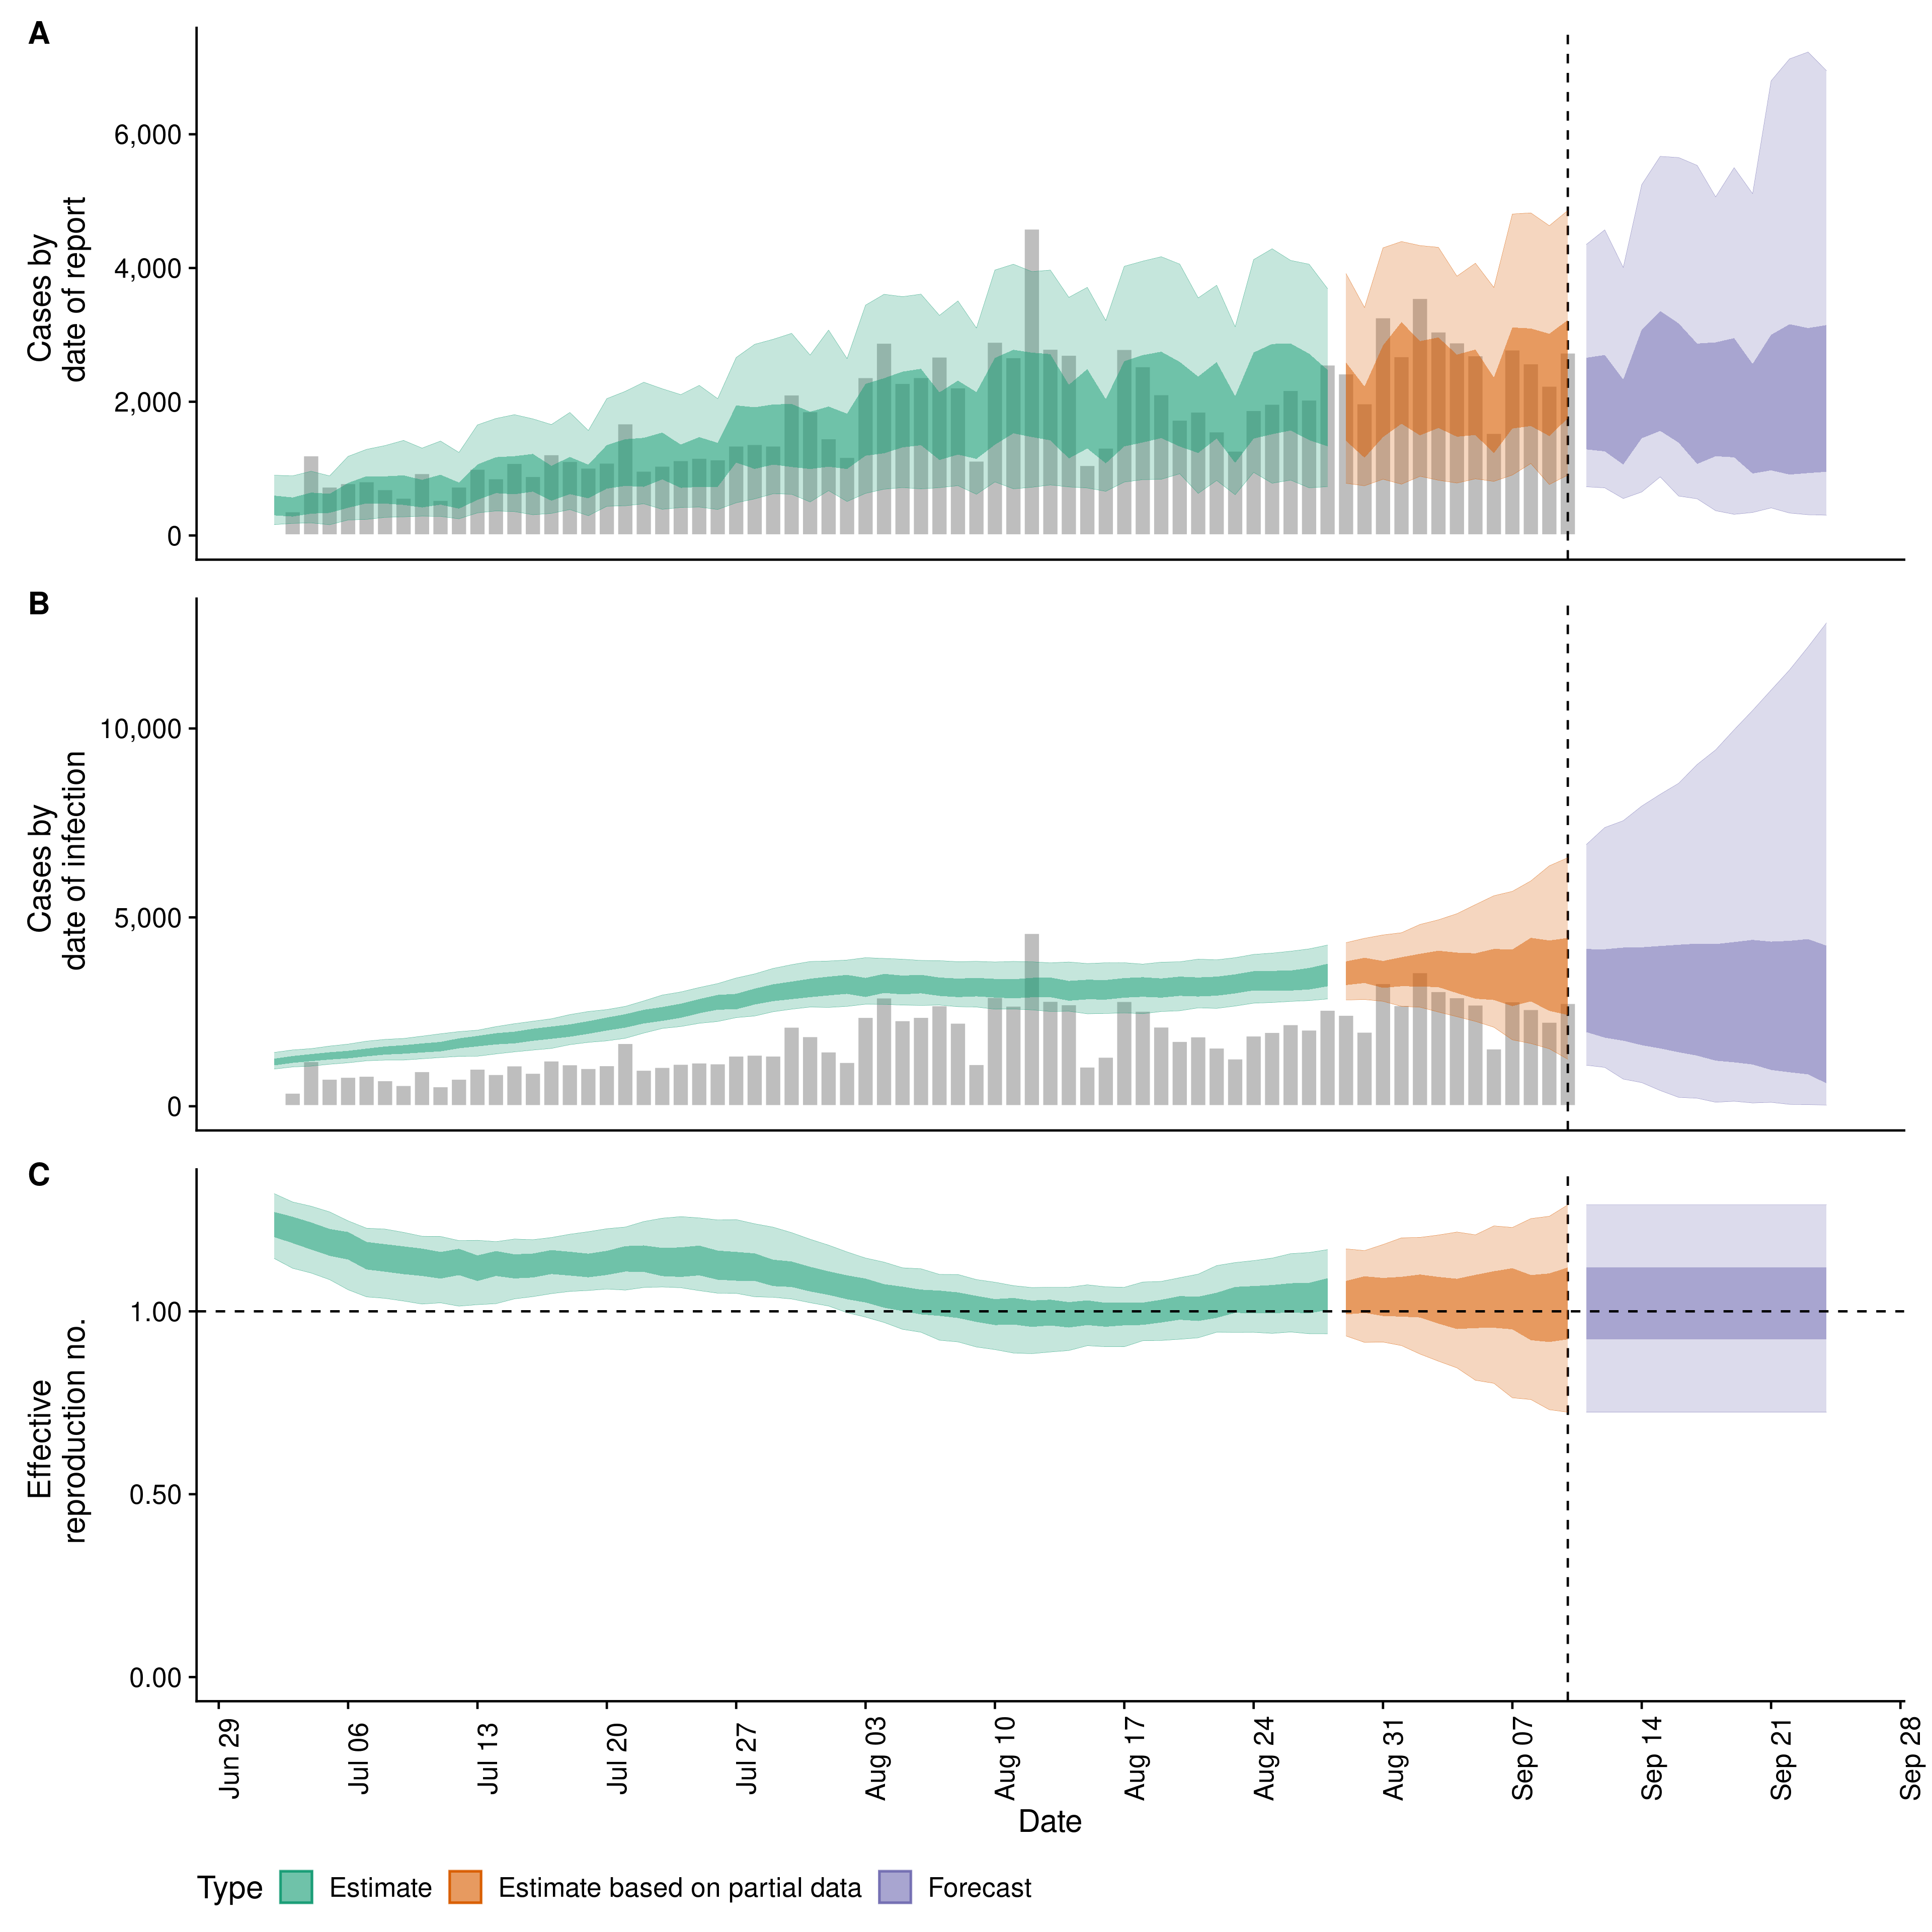 A
Cases by
date of report
6,000
4,000
2,000
0
B
Cases by
date of infection
10,000
5,000
0
C
Effective
reproduction no.
1.00
0.50
0.00
Jun 29
Jul 06
Jul 13
Jul 20
Jul 27
Aug 03
Aug 10
Aug 17
Aug 24
Aug 31
Sep 07
Sep 14
Sep 21
Sep 28
Date
Type Estimate Estimate based on partial data Forecast